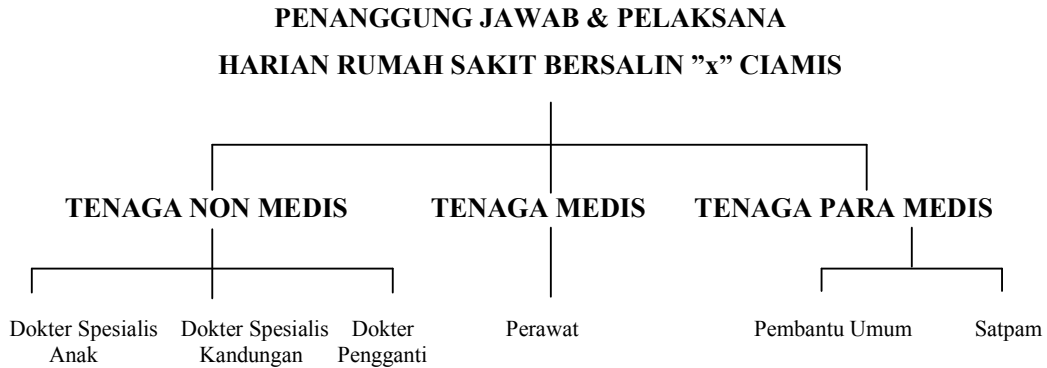 PENANGGUNG JAWAB & PELAKSANA
HARIAN RUMAH SAKIT BERSALIN ”x” CIAMIS
TENAGA NON MEDIS TENAGA MEDIS TENAGA PARA MEDIS
Dokter Spesialis Anak
Dokter Spesialis Kandungan
Dokter Pengganti
Perawat
Pembantu Umum
Satpam